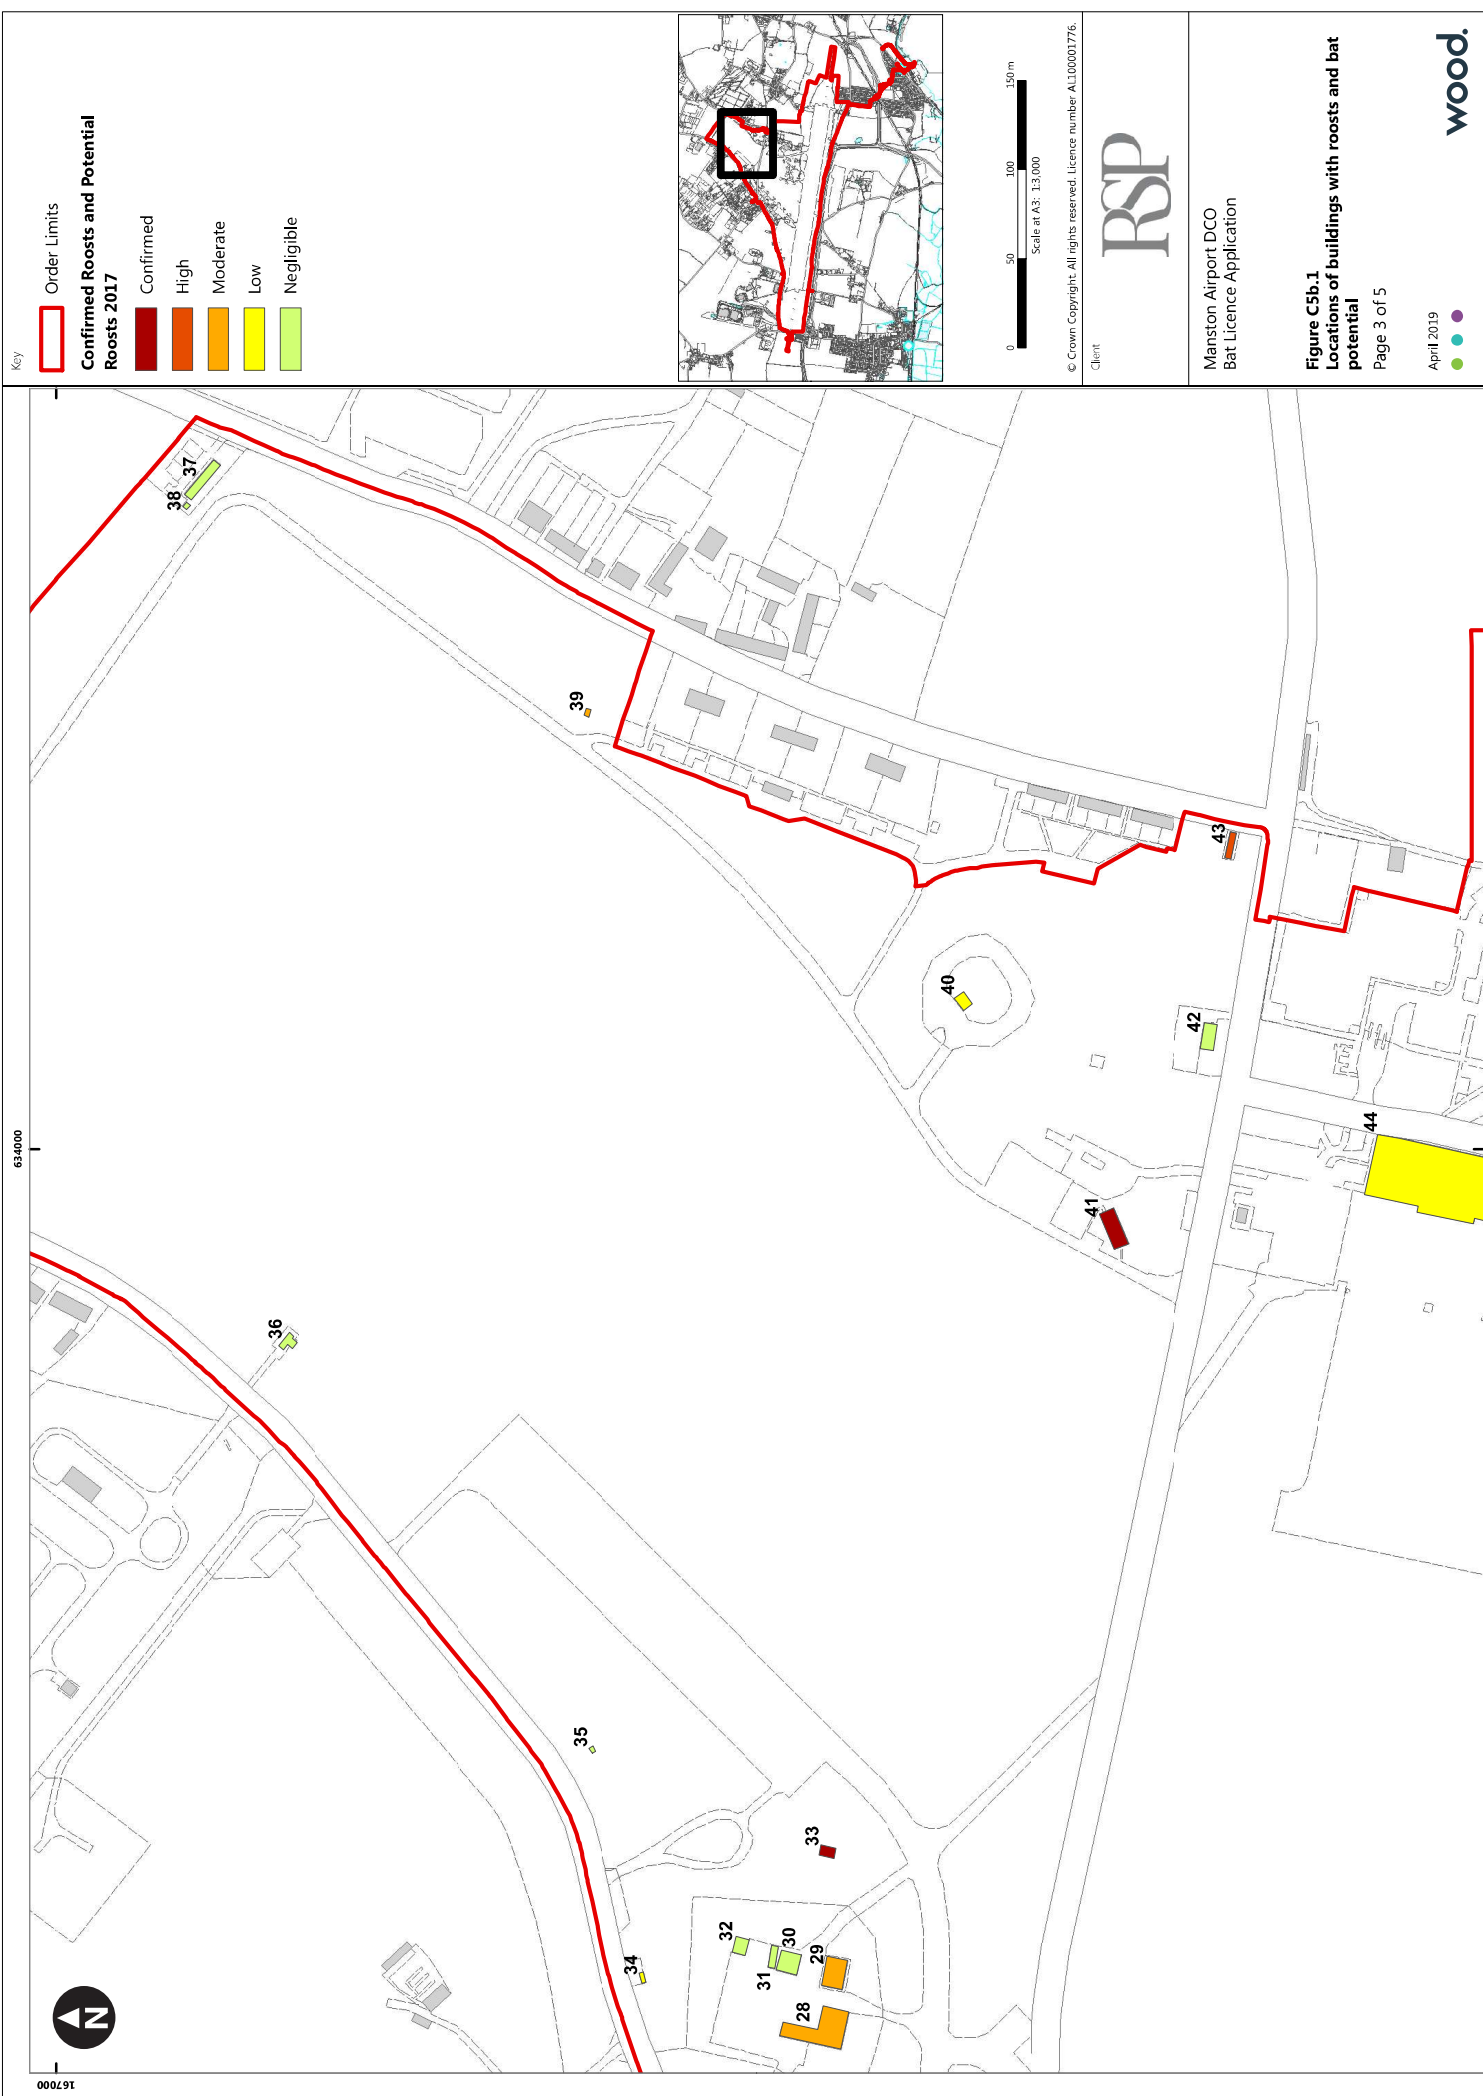 Key
Order Limits
Confirmed Roosts and Potential
Roosts 2017
Confirmed
High
Moderate
Low
Negligible
0
50
100
150 m
Scale at A3: 1:3,000
© Crown Copyright. All rights reserved. Licence number AL100001776.
Client
RSP
Manston Airport DCO
Bat Licence Application
Figure C5b.1
Locations of buildings with roosts and bat
potential
Page 3 of 5
April 2019
wood.
634000
167000
N
28
29
30
31
32
33
34
35
36
37
38
39
40
41
42
43
44